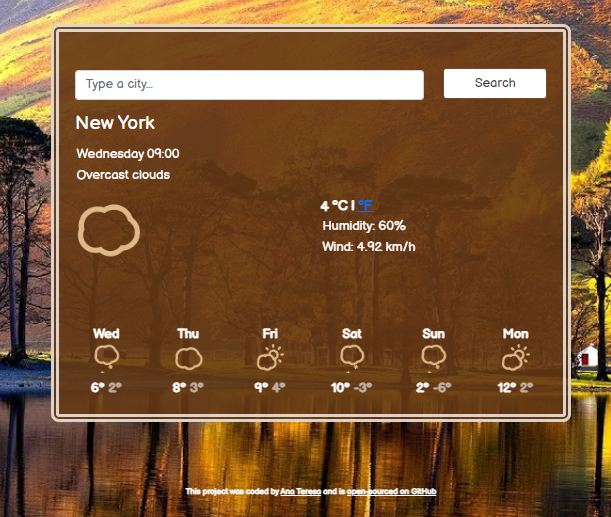 Type a city...
Search
New York
Wednesday 09:00
Overcast clouds
4 °C | °F
Humidity: 60%
Wind: 4.92 km/h
Wed Thu Fri Sat Sun Mon
6° 2° 8° 3° 9° 4° 10° -3° 2° -6° 12° 2°
This project was coded by Ana Teresa and is open-sourced on GitHub